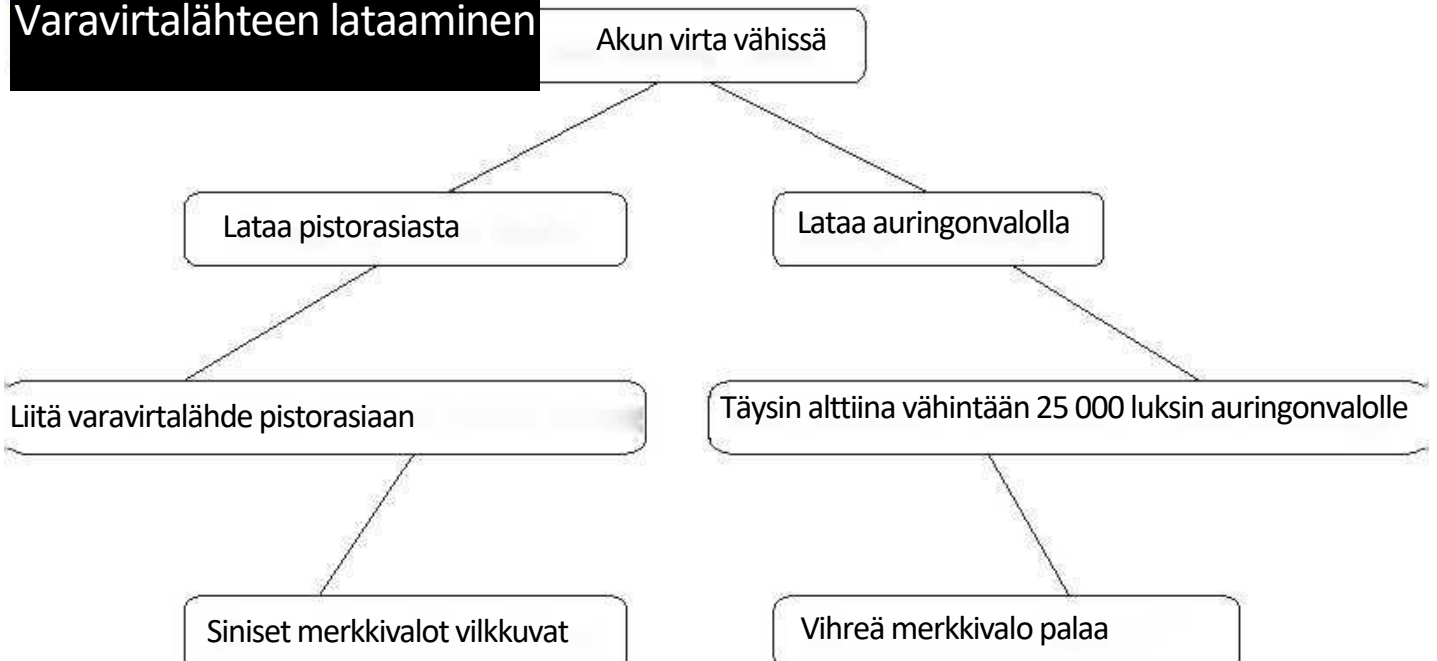 Varavirtalähteen lataaminen
Akun virta vähissä
Lataa pistorasiasta
Lataa auringonvalolla
Liitä varavirtalähde pistorasiaan
Täysin alttiina vähintään 25 000 luksin auringonvalolle
Siniset merkkivalot vilkkuvat
Vihreä merkkivalo palaa